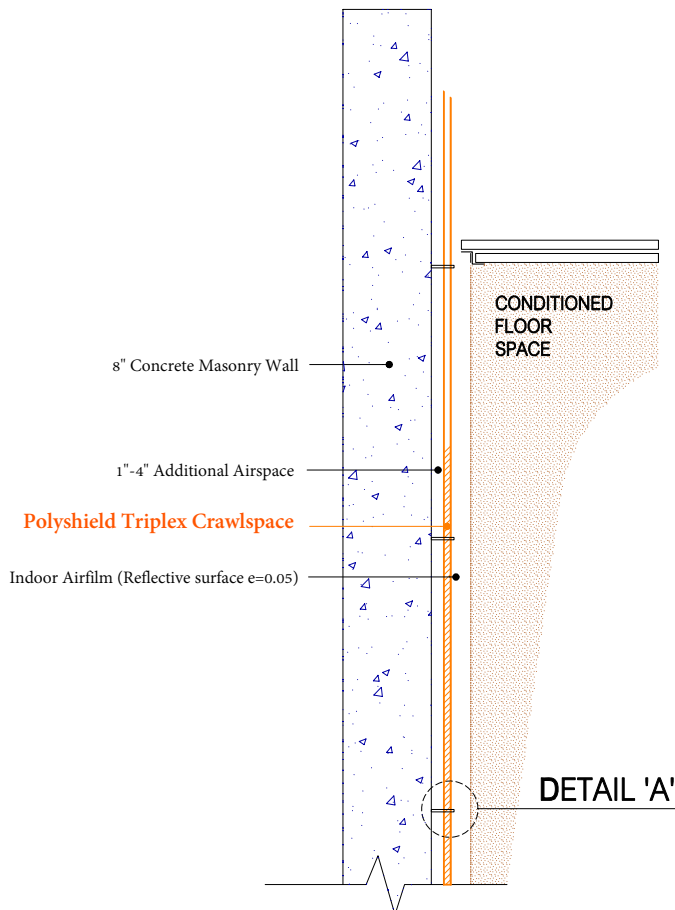 CONDITIONED
FLOOR
SPACE
8" Concrete Masonry Wall
1"-4" Additional Airspace
Polyshield Triplex Crawlspace
Indoor Airfilm (Reflective surface e=0.05)
DETAIL 'A'